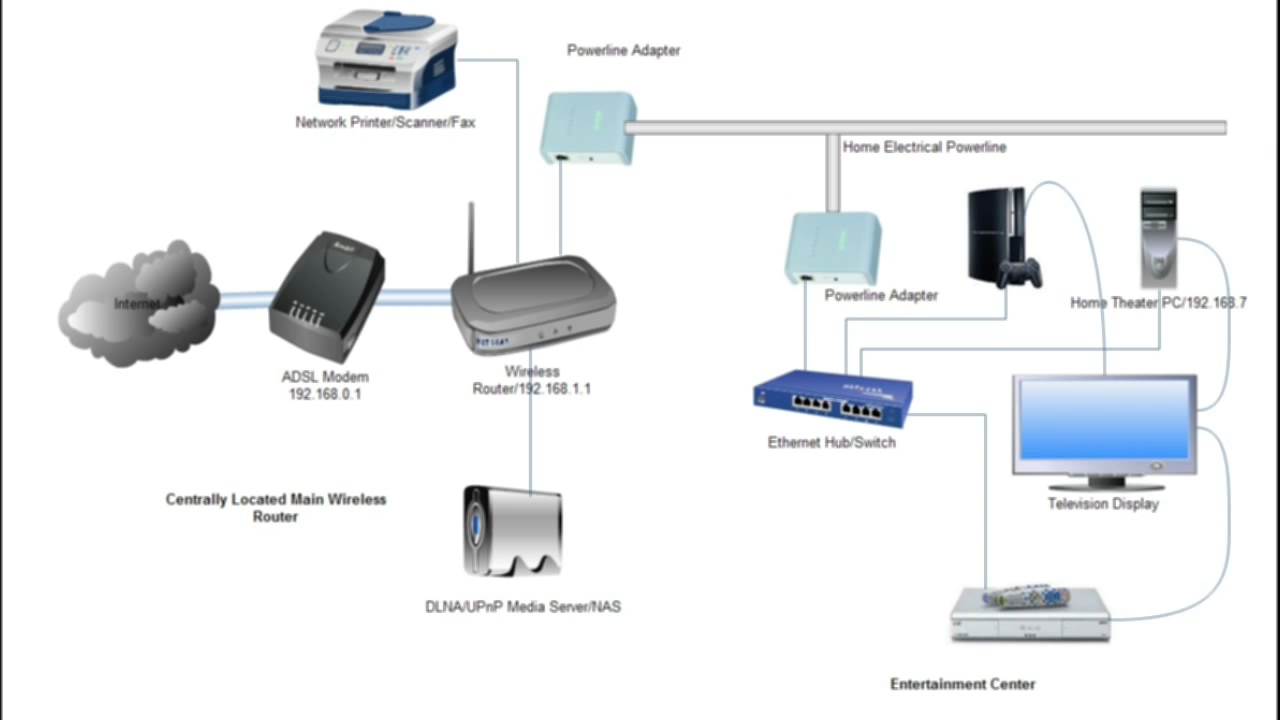 Powerline Adapter
Network Printer/Scanner/Fax
Home Electrical Powerline
Internet
Powerline Adapter
Home Theater PC/192.168.7
ADSL Modem
192.168.0.1
Wireless
Router/192.168.1.1
Ethernet Hub/Switch
Centrally Located Main Wireless
Router
Television Display
DLNA/UPnP Media Server/NAS
Entertainment Center